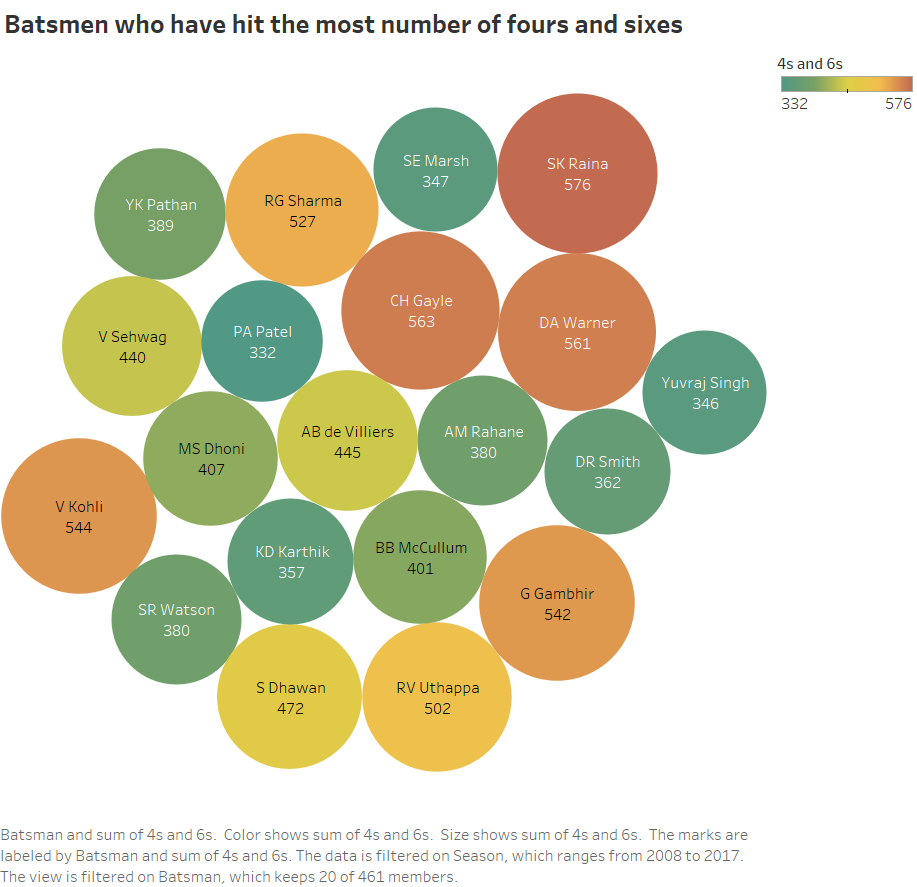 Batsmen who have hit the most number of fours and sixes
4s and 6s
332
576
SE Marsh
347
SK Raina
576
YK Pathan
389
RG Sharma
527
CH Gayle
563
DA Warner
561
V Sehwag
440
PA Patel
332
Yuvraj Singh
346
AB de Villiers
445
AM Rahane
380
MS Dhoni
407
DR Smith
362
V Kohli
544
KD Karthik
357
BB McCullum
401
G Gambhir
542
SR Watson
380
S Dhawan
472
RV Uthappa
502
Batsman and sum of 4s and 6s.  Color shows sum of 4s and 6s.  Size shows sum of 4s and 6s.  The marks are
labeled by Batsman and sum of 4s and 6s. The data is filtered on Season, which ranges from 2008 to 2017.
The view is filtered on Batsman, which keeps 20 of 461 members.